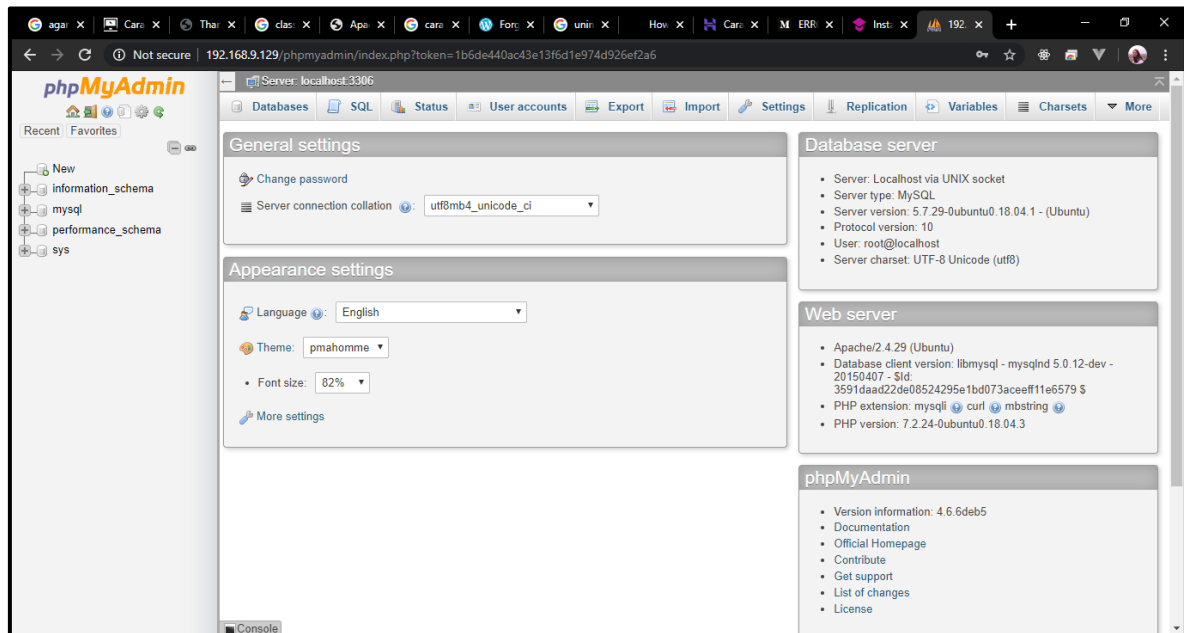 agar
Cara
Thar
clas:
Apa
cara
Forg
unin
How
Cara
ERR
Insta
192.
Not secure | 192.168.9.129/phpmyadmin/index.php?token=1b6de440ac43e13f6d1e974d926ef2a6
phpMyAdmin
Recent Favorites
New
information_schema
mysql
performance_schema
sys
Server: localhost:3306
Databases SQL Status User accounts Export Import Settings Replication Variables Charsets More
General settings
Change password
Server connection collation : utf8mb4_unicode_ci
Appearance settings
Language : English
Theme: pmahomme
• Font size: 82%
More settings
Database server
• Server: Localhost via UNIX socket
• Server type: MySQL
• Server version: 5.7.29-0ubuntu0.18.04.1 - (Ubuntu)
• Protocol version: 10
• User: root@localhost
• Server charset: UTF-8 Unicode (utf8)
Web server
• Apache/2.4.29 (Ubuntu)
• Database client version: libmysql - mysqlnd 5.0.12-dev -
20150407 - $Id:
3591daad22de08524295e1bd073aceeff11e6579 $
• PHP extension: mysqli curl mbstring
• PHP version: 7.2.24-0ubuntu0.18.04.3
phpMyAdmin
• Version information: 4.6.6deb5
• Documentation
• Official Homepage
• Contribute
• Get support
• List of changes
• License
Console